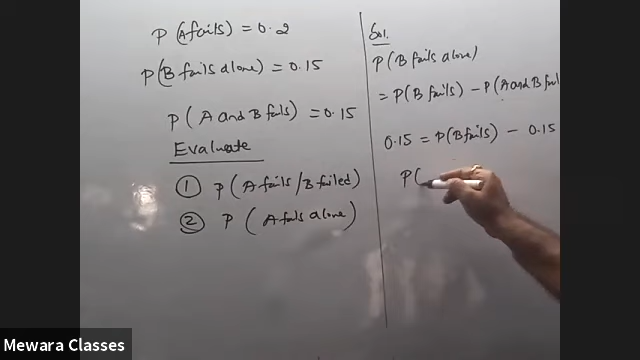 P(A fails) = 0.2
P(B fails alone) = 0.15
P(A and B fails) = 0.15
Evaluate
① P(A fails/B failed)
② P(A fails alone)
Sol.
P(B fails alone)
= P(B fails) - P(A and B fail
0.15 = P(B fails) - 0.15
P(
Mewara Classes